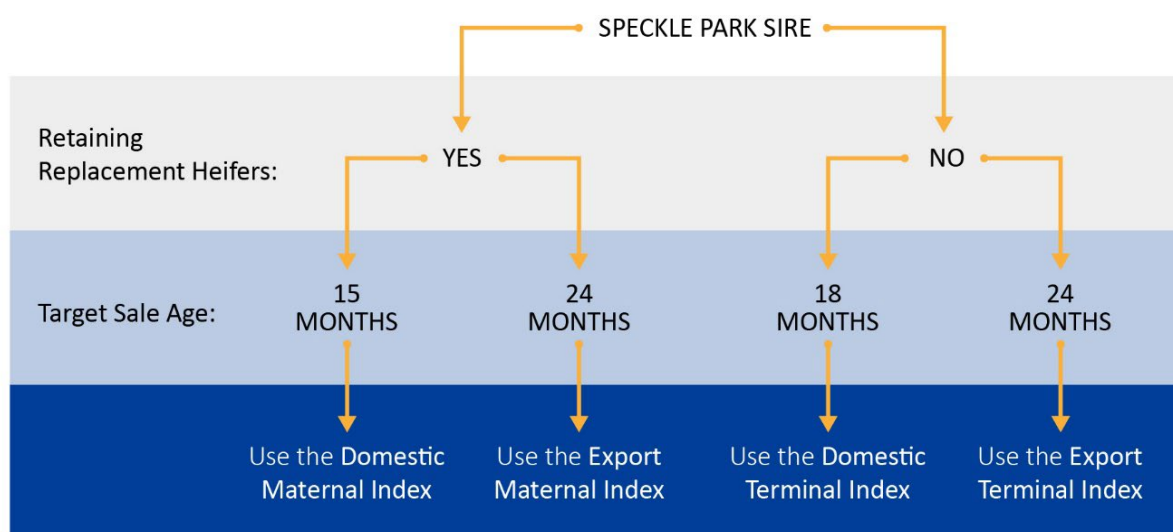 SPECKLE PARK SIRE
Retaining
Replacement Heifers:
YES
NO
Target Sale Age:
15
MONTHS
24
MONTHS
18
MONTHS
24
MONTHS
Use the Domestic
Maternal Index
Use the Export
Maternal Index
Use the Domestic
Terminal Index
Use the Export
Terminal Index